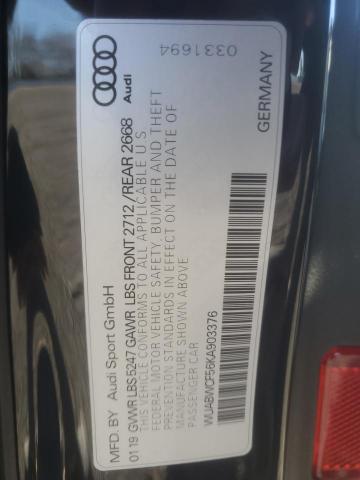 MFD. BY Audi Sport GmbH
Audi
01 19 GVWR LBS 5247 GAWR LBS FRONT 2712 / REAR 2668
THIS VEHICLE CONFORMS TO ALL APPLICABLE U S
FEDERAL MOTOR VEHICLE SAFETY, BUMPER AND THEFT
PREVENTION STANDARDS IN EFFECT ON THE DATE OF
MANUFACTURE SHOWN ABOVE
PASSENGER CAR
WUABWCF56KA903376
GERMANY
0331694